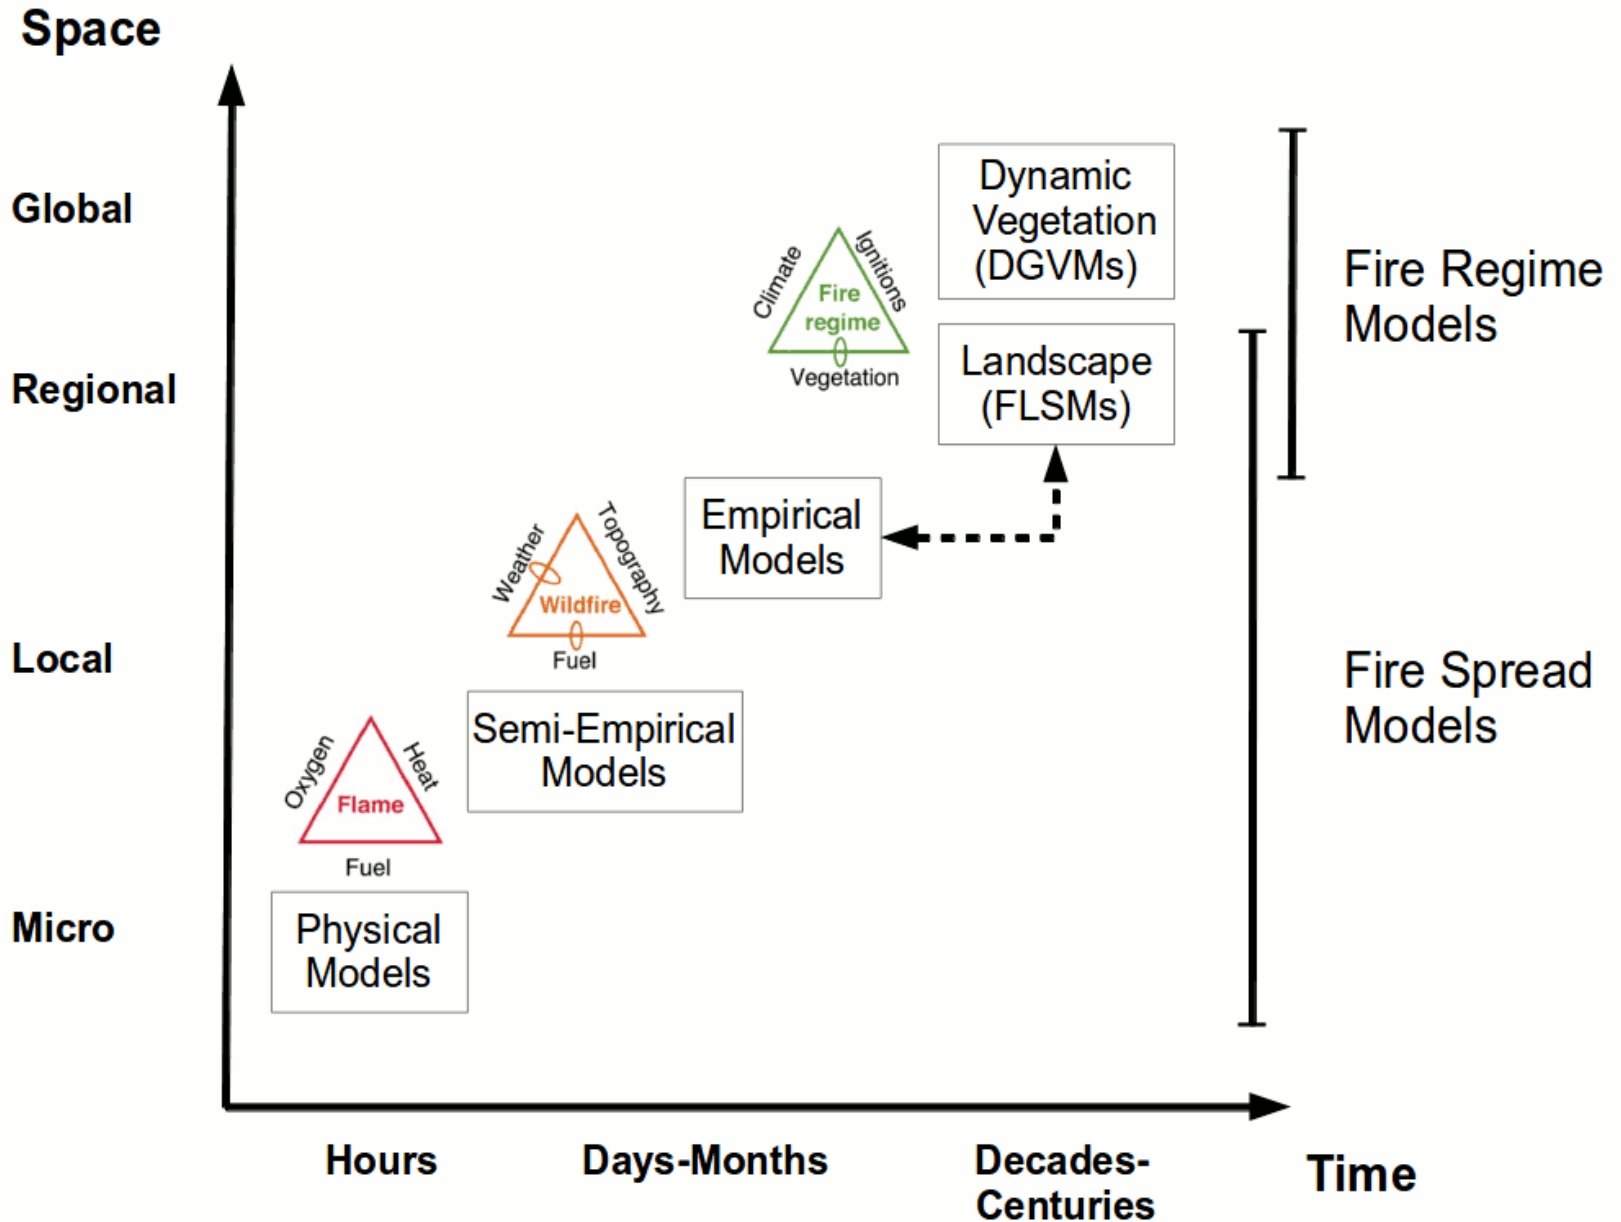 Space
Global
Regional
Local
Micro
Dynamic
Vegetation
(DGVMs)
Landscape
(FLSMs)
Climate
Ignitions
Fire
regime
Vegetation
Empirical
Models
Weather
Topography
Wildfire
Fuel
Semi-Empirical
Models
Oxygen
Heat
Flame
Fuel
Physical
Models
Fire Regime
Models
Fire Spread
Models
Hours
Days-Months
Decades-
Centuries
Time